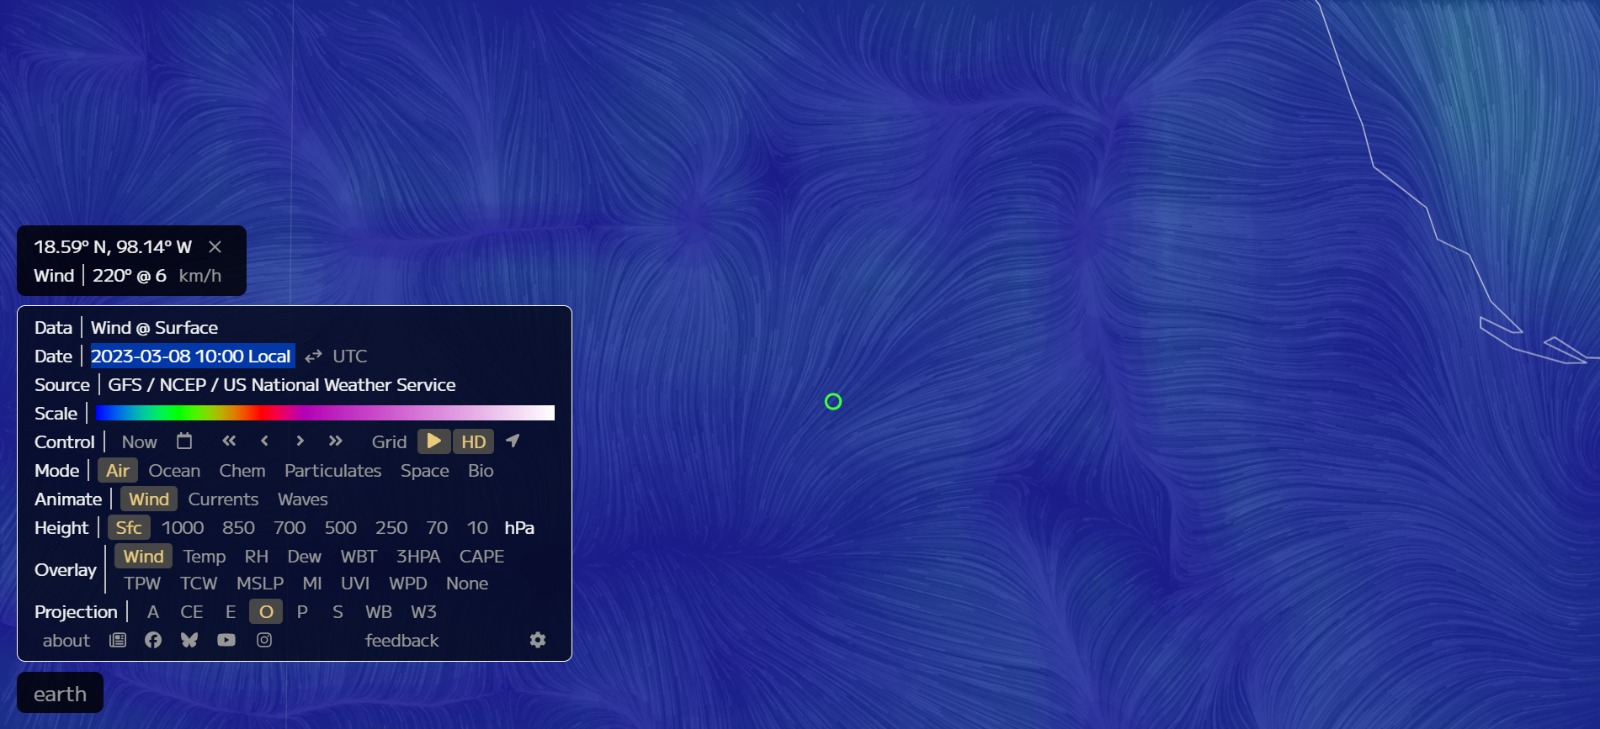 18.59° N, 98.14° W ×
Wind | 220° @ 6 km/h
Data | Wind @ Surface
Date | 2023-03-08 10:00 Local UTC
Source | GFS / NCEP / US National Weather Service
Scale |
Control | Now Grid HD
Mode | Air Ocean Chem Particulates Space Bio
Animate | Wind Currents Waves
Height | Sfc 1000 850 700 500 250 70 10 hPa
Overlay | Wind Temp RH Dew WBT 3HPA CAPE
TPW TCW MSLP MI UVI WPD None
Projection | A CE E O P S WB W3
about feedback
earth